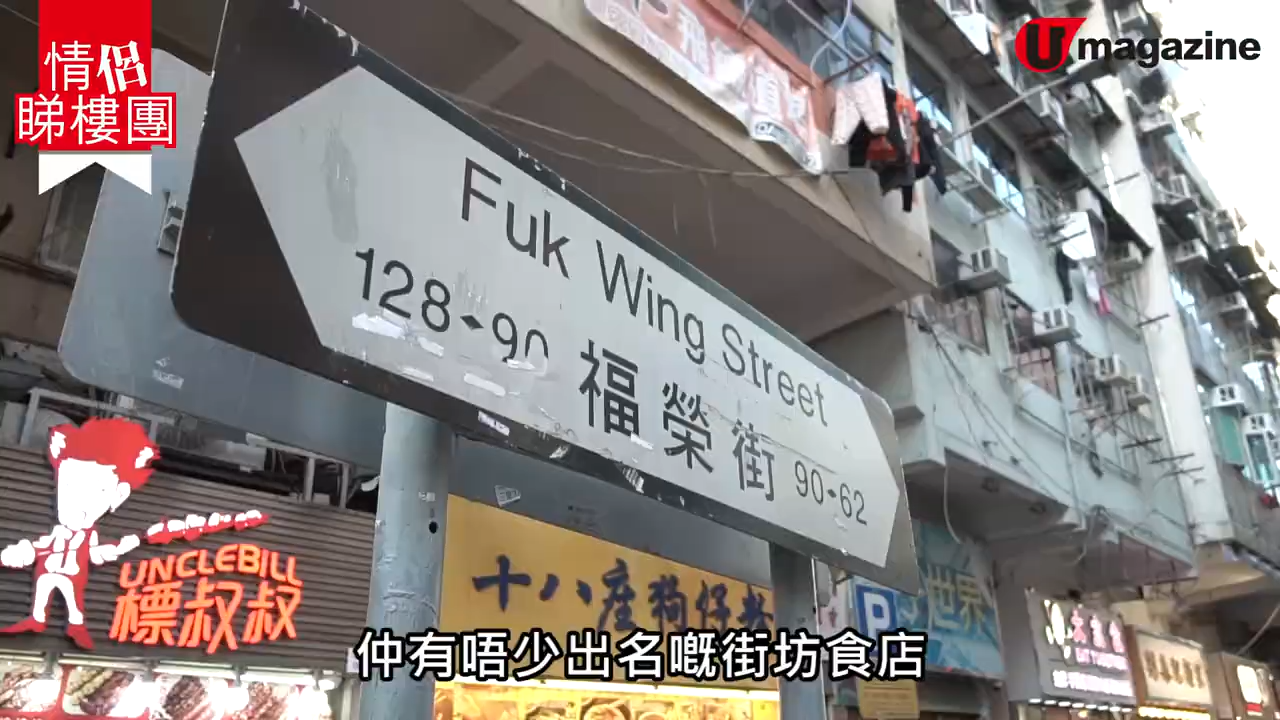 情侶
睇樓團
U magazine
Fuk Wing Street
128 90
福榮街 90 62
UNCLEBILL
標叔叔
十八座狗仔粉
P
世界
仲有唔少出名嘅街坊食店